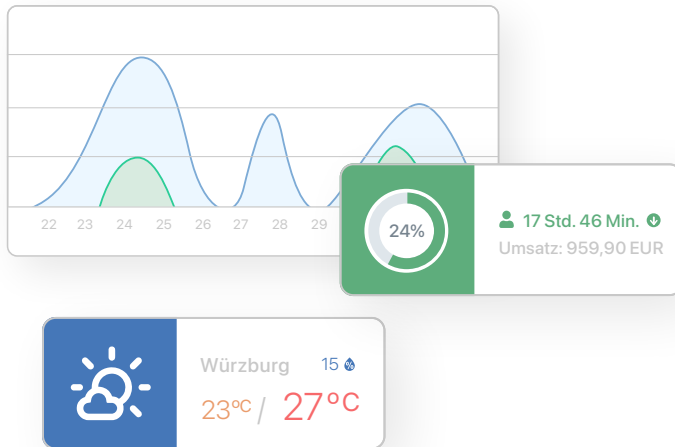 22 23 24 25 26 27 28 29
24%
17 Std. 46 Min.
Umsatz: 959,90 EUR
Würzburg 15 %
23°C / 27°C